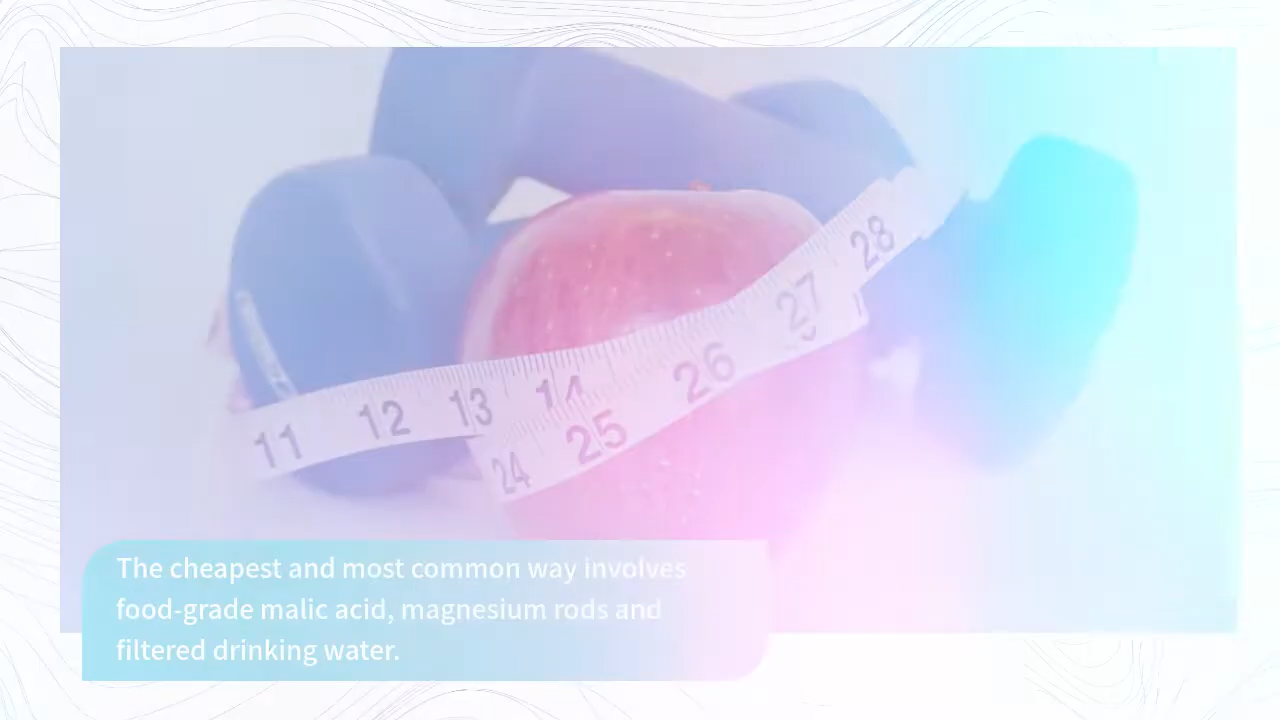 28
27
26
11 12 13 14
25
24
The cheapest and most common way involves
food-grade malic acid, magnesium rods and
filtered drinking water.